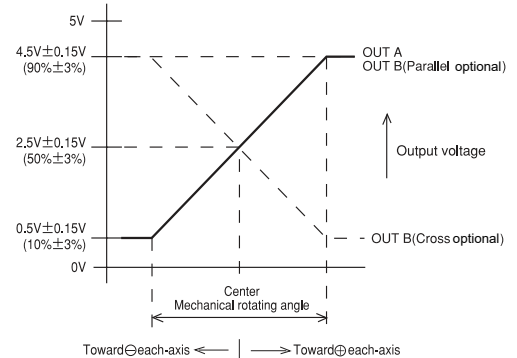 5V
4.5V±0.15V
(90%±3%)
OUT A
OUT B(Parallel optional)
2.5V±0.15V
(50%±3%)
Output voltage
0.5V±0.15V
(10%±3%)
OUT B(Cross optional)
0V
Center
Mechanical rotating angle
Toward⊖each-axis
Toward⊕each-axis